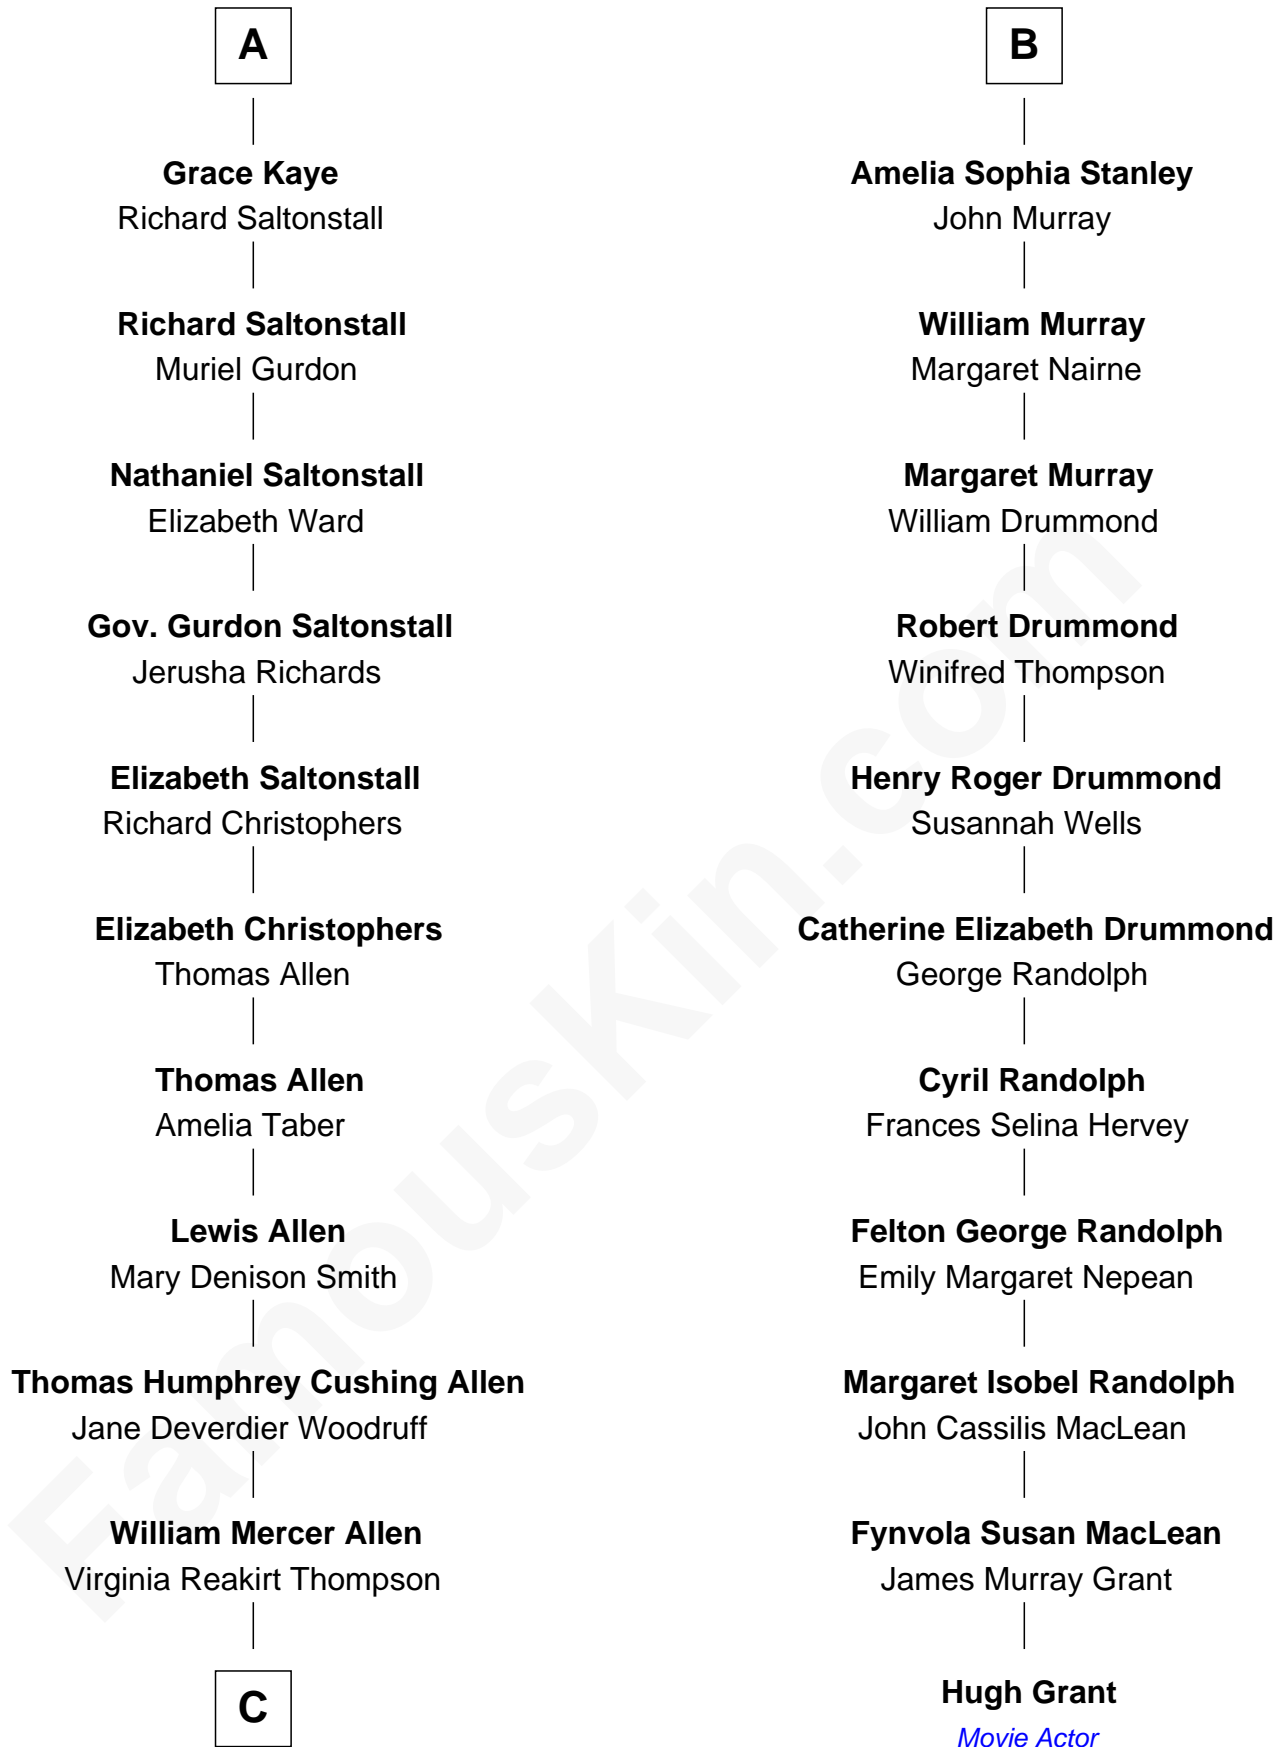 A
Grace Kaye
Richard Saltonstall
Richard Saltonstall
Muriel Gurdon
Nathaniel Saltonstall
Elizabeth Ward
Gov. Gurdon Saltonstall
Jerusha Richards
Elizabeth Saltonstall
Richard Christophers
Elizabeth Christophers
Thomas Allen
Thomas Allen
Amelia Taber
Lewis Allen
Mary Denison Smith
Thomas Humphrey Cushing Allen
Jane Deverdier Woodruff
William Mercer Allen
Virginia Reakirt Thompson
C
B
Amelia Sophia Stanley
John Murray
William Murray
Margaret Nairne
Margaret Murray
William Drummond
Robert Drummond
Winifred Thompson
Henry Roger Drummond
Susannah Wells
Catherine Elizabeth Drummond
George Randolph
Cyril Randolph
Frances Selina Hervey
Felton George Randolph
Emily Margaret Nepean
Margaret Isobel Randolph
John Cassilis MacLean
Fynvola Susan MacLean
James Murray Grant
Hugh Grant
Movie Actor
FamousKin.com